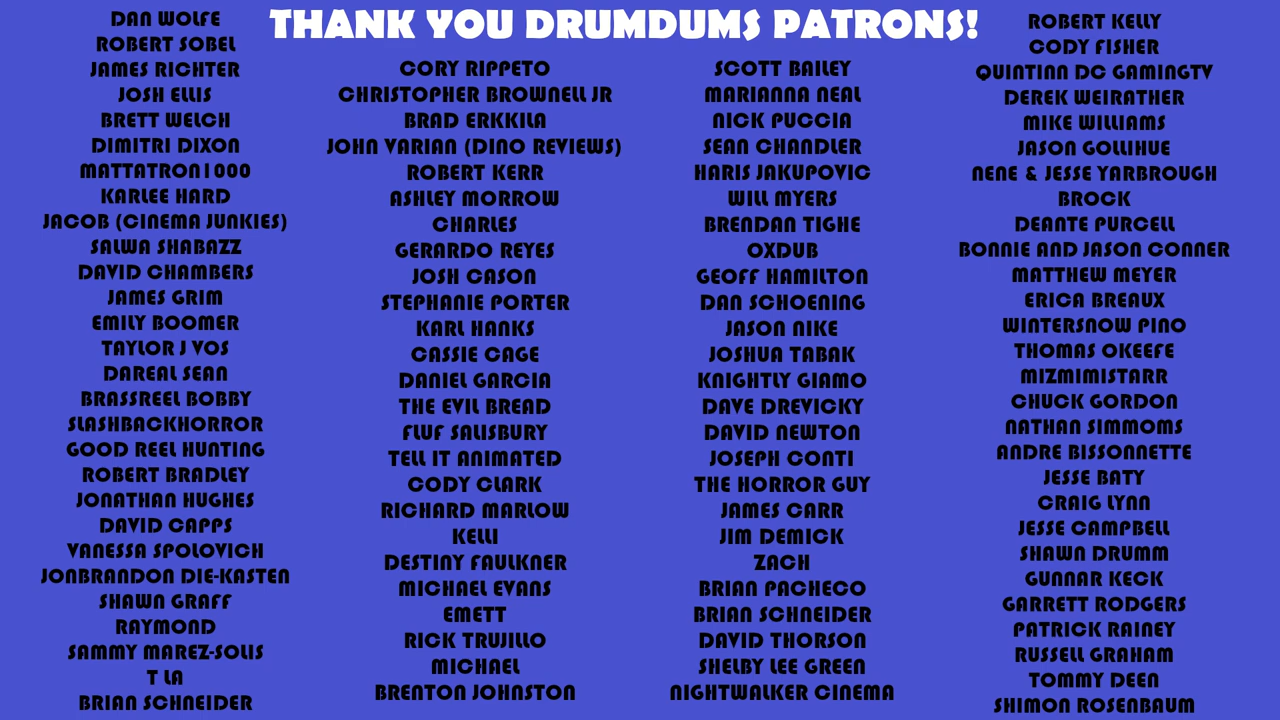 THANK YOU DRUMDUMS PATRONS!
DAN WOLFE
ROBERT SOBEL
JAMES RICHTER
JOSH ELLIS
BRETT WELCH
DIMITRI DIXON
MATTATRON1000
KARLEE HARD
JACOB (CINEMA JUNKIES)
SALWA SHABAZZ
DAVID CHAMBERS
JAMES GRIM
EMILY BOOMER
TAYLOR J VOS
DAREAL SEAN
BRASSREEL BOBBY
SLASHBACKHORROR
GOOD REEL HUNTING
ROBERT BRADLEY
JONATHAN HUGHES
DAVID CAPPS
VANESSA SPOLOVICH
JONBRANDON DIE-KASTEN
SHAWN GRAFF
RAYMOND
SAMMY MAREZ-SOLIS
T LA
BRIAN SCHNEIDER
CORY RIPPETO
CHRISTOPHER BROWNELL JR
BRAD ERKKILA
JOHN VARIAN (DINO REVIEWS)
ROBERT KERR
ASHLEY MORROW
CHARLES
GERARDO REYES
JOSH CASON
STEPHANIE PORTER
KARL HANKS
CASSIE CAGE
DANIEL GARCIA
THE EVIL BREAD
FLUF SALISBURY
TELL IT ANIMATED
CODY CLARK
RICHARD MARLOW
KELLI
DESTINY FAULKNER
MICHAEL EVANS
EMETT
RICK TRUJILLO
MICHAEL
BRENTON JOHNSTON
SCOTT BAILEY
MARIANNA NEAL
NICK PUCCIA
SEAN CHANDLER
HARIS JAKUPOVIC
WILL MYERS
BRENDAN TIGHE
OXDUB
GEOFF HAMILTON
DAN SCHOENING
JASON NIKE
JOSHUA TABAK
KNIGHTLY GIAMO
DAVE DREVICKY
DAVID NEWTON
JOSEPH CONTI
THE HORROR GUY
JAMES CARR
JIM DEMICK
ZACH
BRIAN PACHECO
BRIAN SCHNEIDER
DAVID THORSON
SHELBY LEE GREEN
NIGHTWALKER CINEMA
ROBERT KELLY
CODY FISHER
QUINTINN DC GAMINGTV
DEREK WEIRATHER
MIKE WILLIAMS
JASON GOLLIHUE
NENE & JESSE YARBROUGH
BROCK
DEANTE PURCELL
BONNIE AND JASON CONNER
MATTHEW MEYER
ERICA BREAUX
WINTERSNOW PINO
THOMAS OKEEFE
MIZMIMISTARR
CHUCK GORDON
NATHAN SIMMOMS
ANDRE BISSONNETTE
JESSE BATY
CRAIG LYNN
JESSE CAMPBELL
SHAWN DRUMM
GUNNAR KECK
GARRETT RODGERS
PATRICK RAINEY
RUSSELL GRAHAM
TOMMY DEEN
SHIMON ROSENBAUM